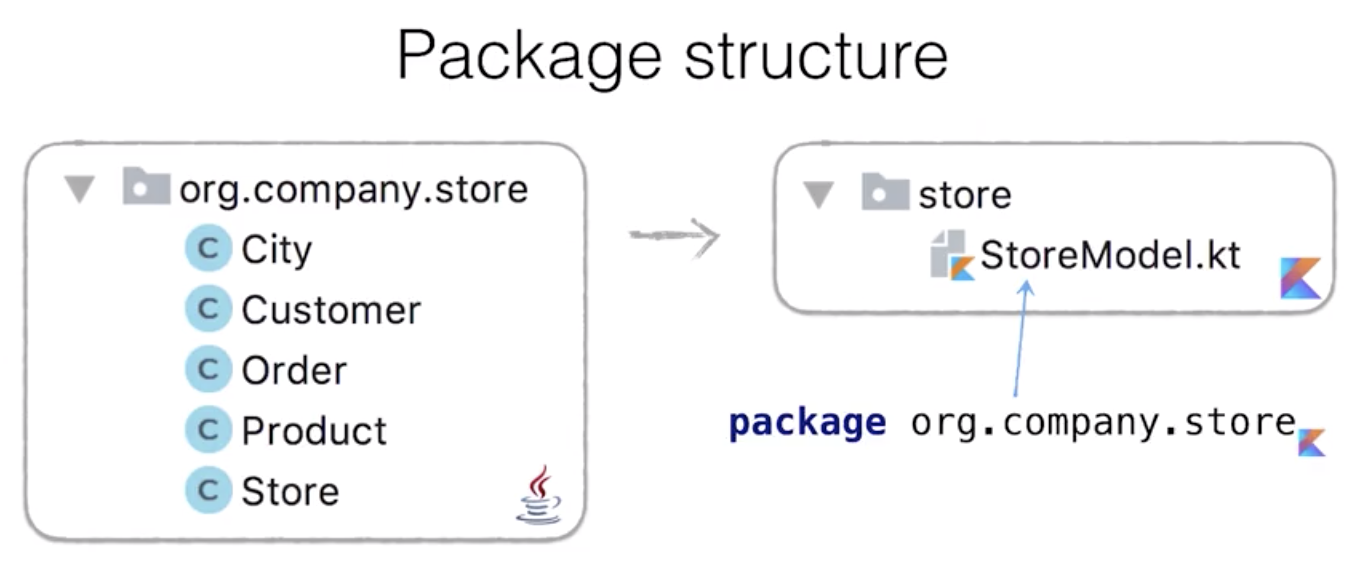 Package structure
org.company.store
C City
C Customer
C Order
C Product
C Store
store
StoreModel.kt
package org.company.store